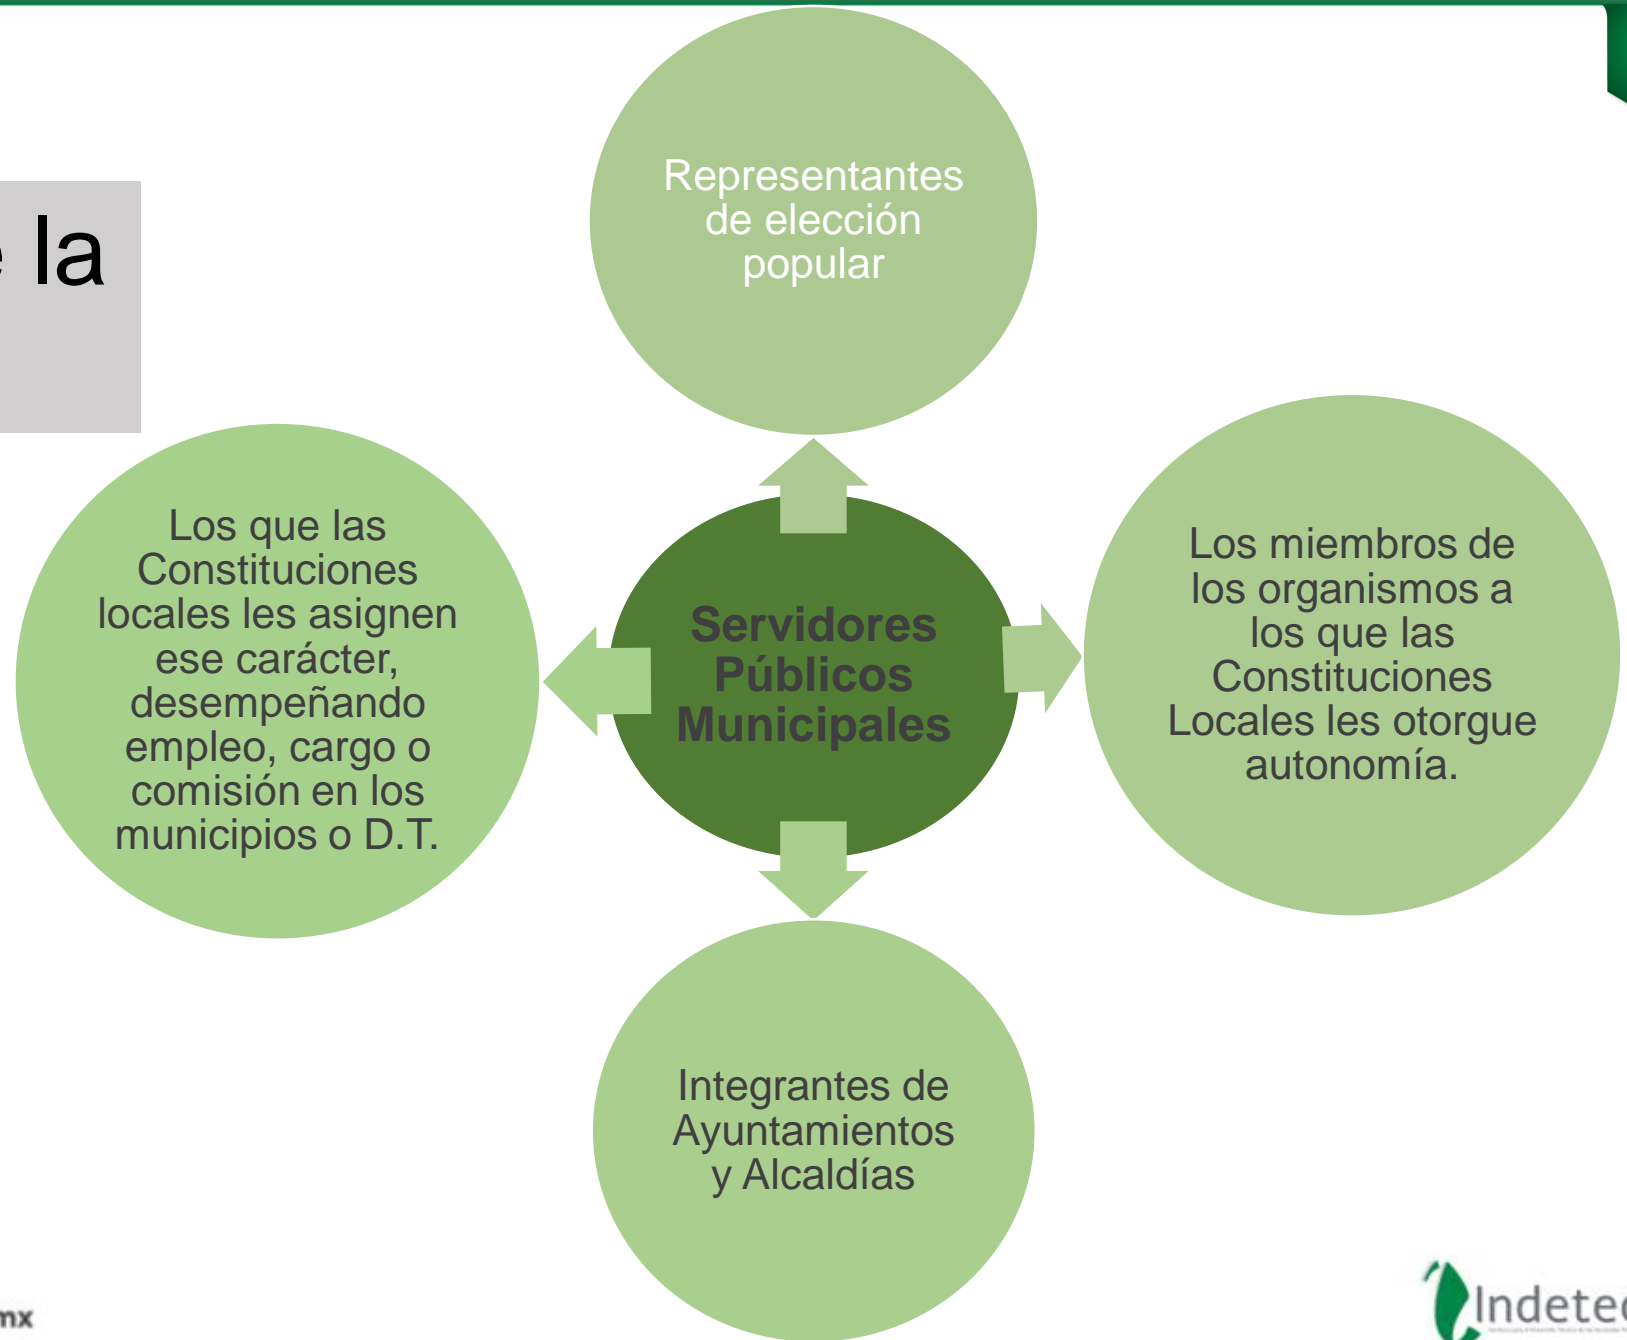 Representantes
de elección
popular
la
Los que las
Constituciones
locales les asignen
ese carácter,
desempeñando
empleo, cargo o
comisión en los
municipios o D.T.
Servidores
Públicos
Municipales
Los miembros de
los organismos a
los que las
Constituciones
Locales les otorgue
autonomía.
Integrantes de
Ayuntamientos
y Alcaldías
mx
Indetec